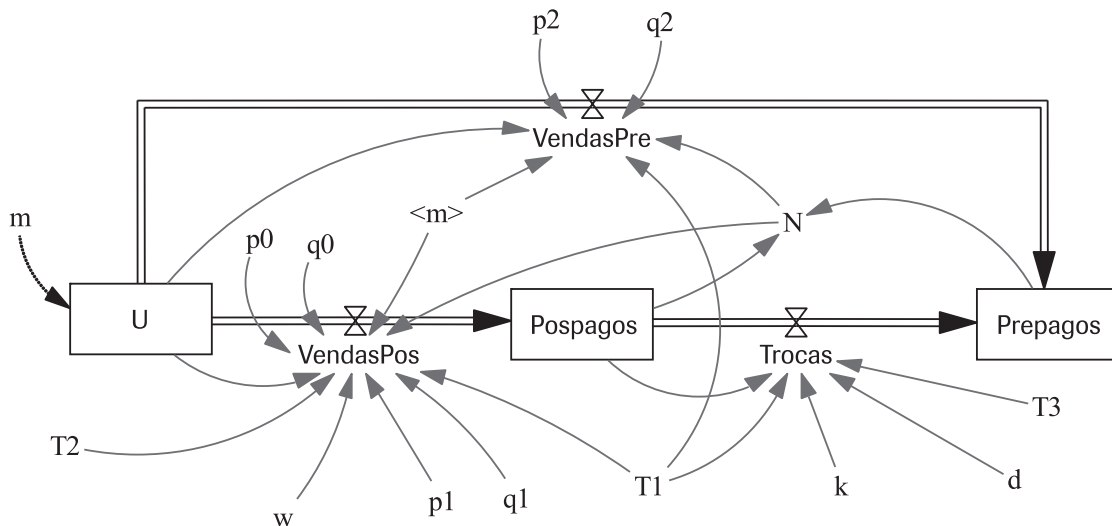 p2
q2
VendasPre
m
<m>
N
p0
q0
U
Pospagos
Prepagos
VendasPos
Trocas
T3
T2
w
p1
q1
T1
k
d